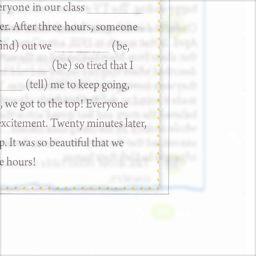 eryone in our class
er. After three hours, someone
find) out we ________ (be,
________ (be) so tired that I
________ (tell) me to keep going,
, we got to the top! Everyone
excitement. Twenty minutes later,
p. It was so beautiful that we
e hours!